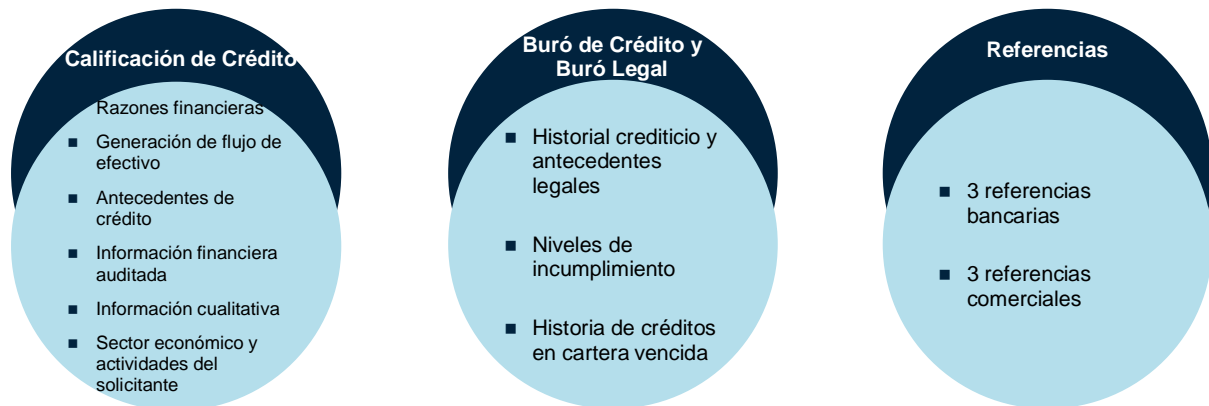 Calificación de Crédito
Razones financieras
■ Generación de flujo de
efectivo
■ Antecedentes de
crédito
■ Información financiera
auditada
■ Información cualitativa
■ Sector económico y
actividades del
solicitante
Buró de Crédito y
Buró Legal
■ Historial crediticio y
antecedentes
legales
■ Niveles de
incumplimiento
■ Historia de créditos
en cartera vencida
Referencias
■ 3 referencias
bancarias
■ 3 referencias
comerciales